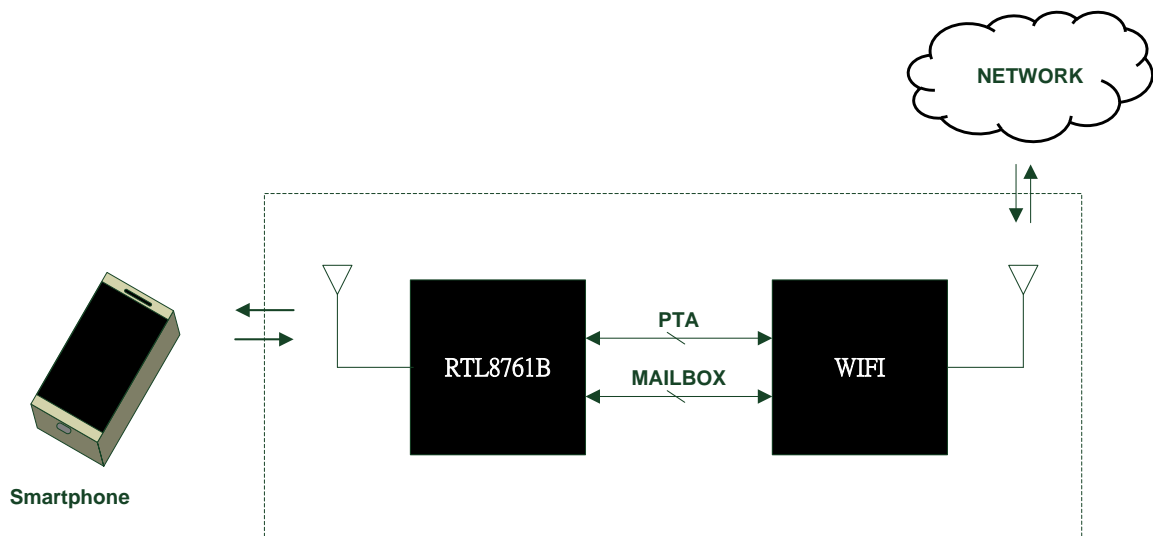 NETWORK
PTA
RTL8761B
WIFI
MAILBOX
Smartphone